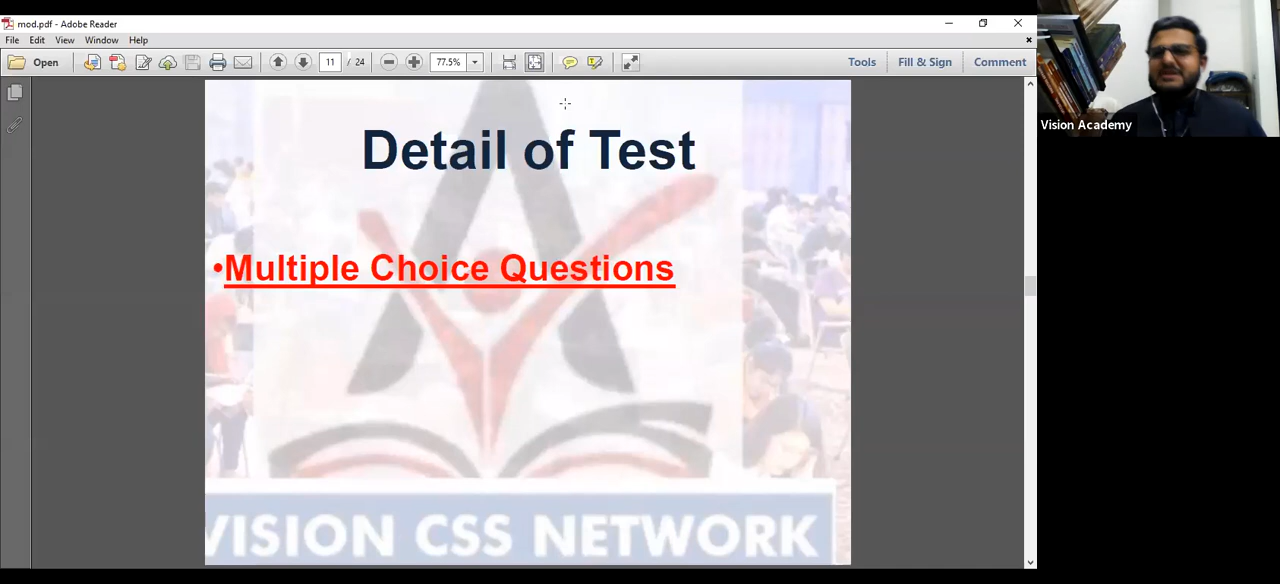 mod.pdf - Adobe Reader
File Edit View Window Help
Open 11 / 24 77.5% Tools Fill & Sign Comment
Vision Academy
Detail of Test
•Multiple Choice Questions
VISION CSS NETWORK